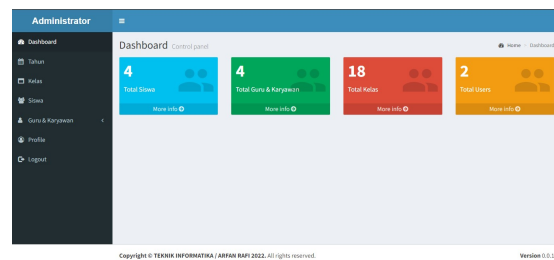 Administrator
Dashboard
Tahun
Kelas
Siswa
Guru & Karyawan
Profile
Logout
Dashboard Control panel
Home > Dashboard
4
Total Siswa
More info
4
Total Guru & Karyawan
More info
18
Total Kelas
More info
2
Total Users
More info
Copyright © TEKNIK INFORMATIKA / ARFAN RAFI 2022. All rights reserved.
Version 0.0.1